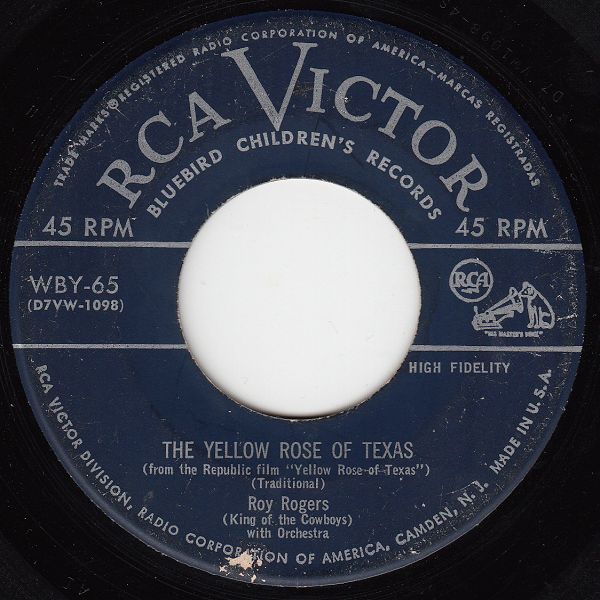 TRADE MARKS®REGISTERED RADIO CORPORATION OF AMERICA—MARCAS REGISTRADAS
RCA VICTOR
BLUEBIRD CHILDREN'S RECORDS
45 RPM
45 RPM
WBY-65
(D7VW-1098)
RCA
"HIS MASTER'S VOICE"
HIGH FIDELITY
THE YELLOW ROSE OF TEXAS
(from the Republic film "Yellow Rose of Texas")
(Traditional)
Roy Rogers
(King of the Cowboys)
with Orchestra
RCA VICTOR DIVISION, RADIO CORPORATION OF AMERICA, CAMDEN, N. J. MADE IN U.S.A.